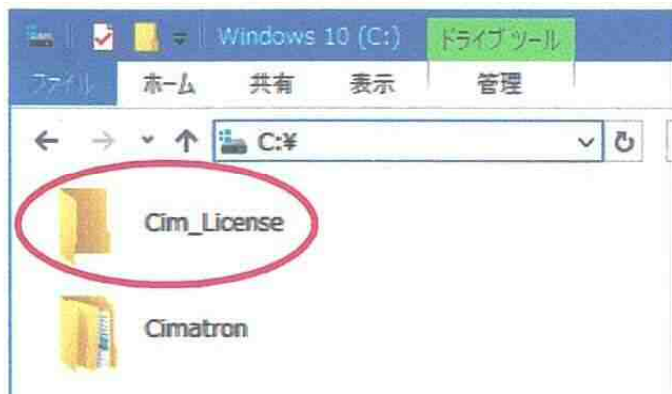 Windows 10 (C:) ドライブ ツール
ファイル ホーム 共有 表示 管理
C:¥
Cim_License
Cimatron